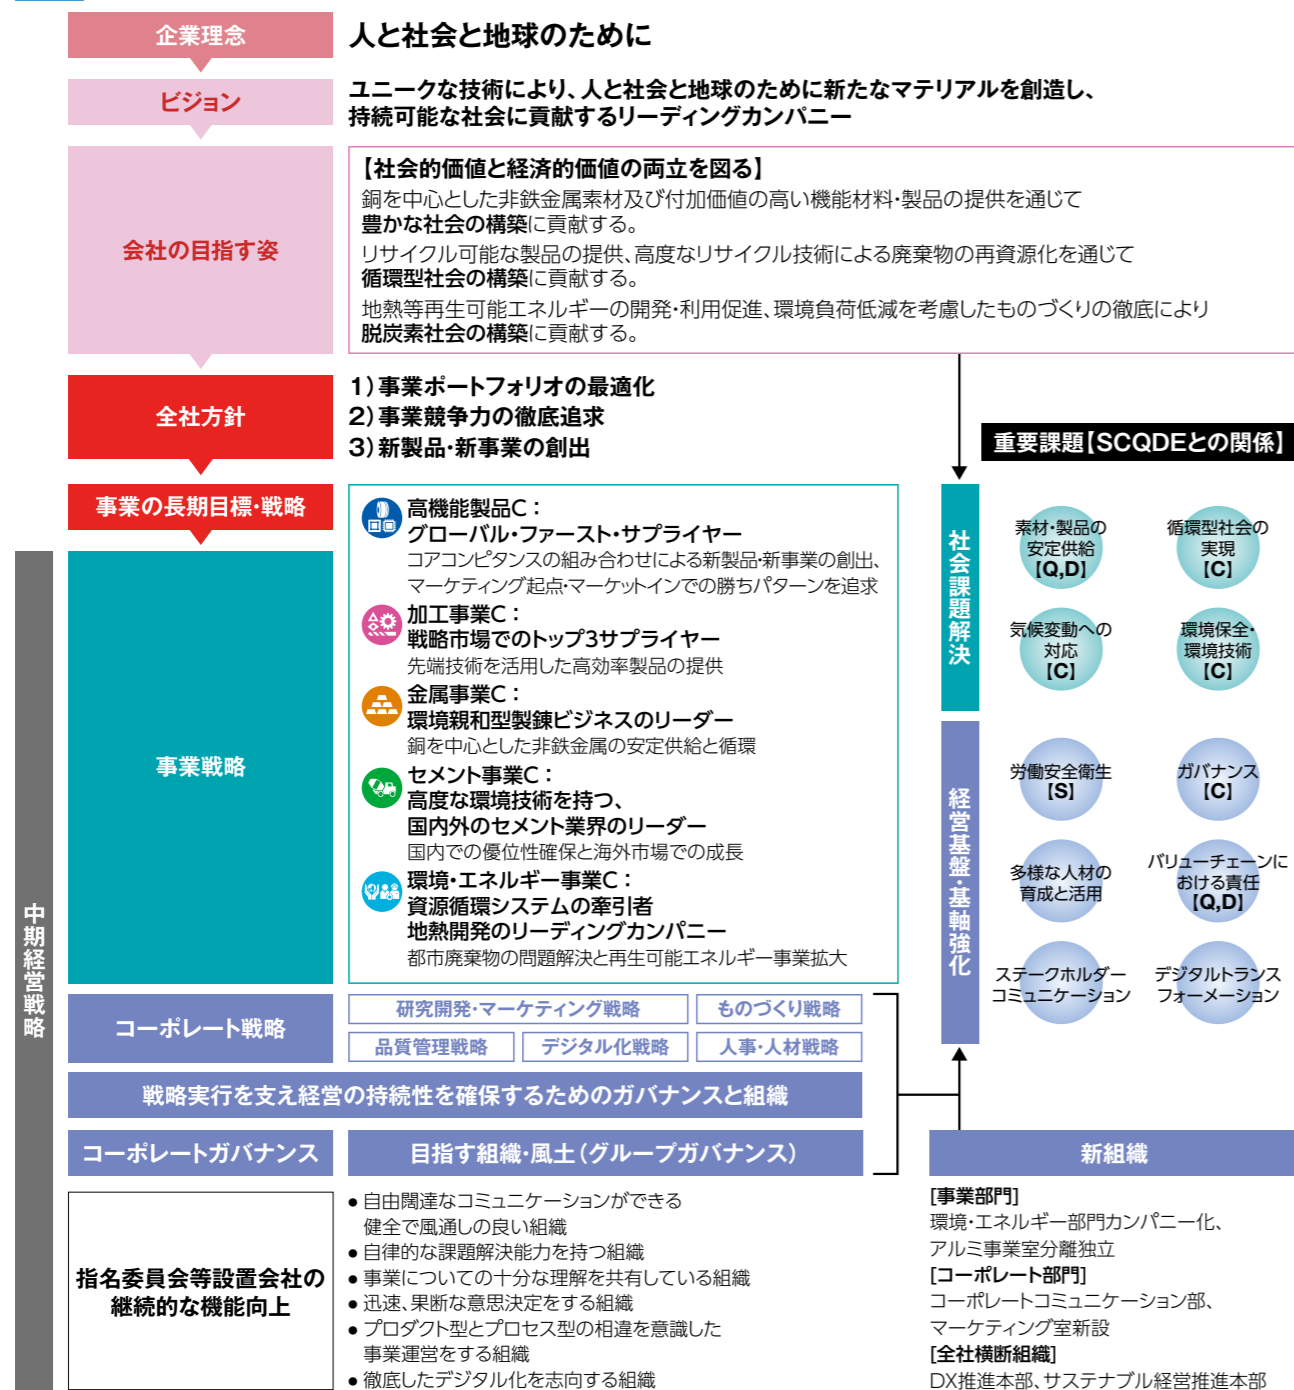 企業理念
人と社会と地球のために
ビジョン
ユニークな技術により、人と社会と地球のために新たなマテリアルを創造し、
持続可能な社会に貢献するリーディングカンパニー
会社の目指す姿
【社会的価値と経済的価値の両立を図る】
銅を中心とした非鉄金属素材及び付加価値の高い機能材料・製品の提供を通じて
豊かな社会の構築に貢献する。
リサイクル可能な製品の提供、高度なリサイクル技術による廃棄物の再資源化を通じて
循環型社会の構築に貢献する。
地熱等再生可能エネルギーの開発・利用促進、環境負荷低減を考慮したものづくりの徹底により
脱炭素社会の構築に貢献する。
全社方針
1)事業ポートフォリオの最適化
2)事業競争力の徹底追求
3)新製品・新事業の創出
事業の長期目標・戦略
中期経営戦略
事業戦略
高機能製品C：
グローバル・ファースト・サプライヤー
コアコンピタンスの組み合わせによる新製品・新事業の創出、
マーケティング起点・マーケットインでの勝ちパターンを追求
加工事業C：
戦略市場でのトップ3サプライヤー
先端技術を活用した高効率製品の提供
金属事業C：
環境親和型製錬ビジネスのリーダー
銅を中心とした非鉄金属の安定供給と循環
セメント事業C：
高度な環境技術を持つ、
国内外のセメント業界のリーダー
国内での優位性確保と海外市場での成長
環境・エネルギー事業C：
資源循環システムの牽引者
地熱開発のリーディングカンパニー
都市廃棄物の問題解決と再生可能エネルギー事業拡大
重要課題【SCQDEとの関係】
社会課題解決
素材・製品の
安定供給
【Q,D】
循環型社会の
実現
【C】
気候変動への
対応
【C】
環境保全・
環境技術
【C】
経営基盤・基軸強化
労働安全衛生
【S】
ガバナンス
【C】
多様な人材の
育成と活用
バリューチェーンに
おける責任
【Q,D】
ステークホルダー
コミュニケーション
デジタルトランス
フォーメーション
コーポレート戦略
研究開発・マーケティング戦略
ものづくり戦略
品質管理戦略
デジタル化戦略
人事・人材戦略
戦略実行を支え経営の持続性を確保するためのガバナンスと組織
コーポレートガバナンス
目指す組織・風土（グループガバナンス）
指名委員会等設置会社の
継続的な機能向上
● 自由闊達なコミュニケーションができる
健全で風通しの良い組織
● 自律的な課題解決能力を持つ組織
● 事業についての十分な理解を共有している組織
● 迅速、果断な意思決定をする組織
● プロダクト型とプロセス型の相違を意識した
事業運営をする組織
● 徹底したデジタル化を志向する組織
新組織
[事業部門]
環境・エネルギー部門カンパニー化、
アルミ事業室分離独立
[コーポレート部門]
コーポレートコミュニケーション部、
マーケティング室新設
[全社横断組織]
DX推進本部、サステナブル経営推進本部